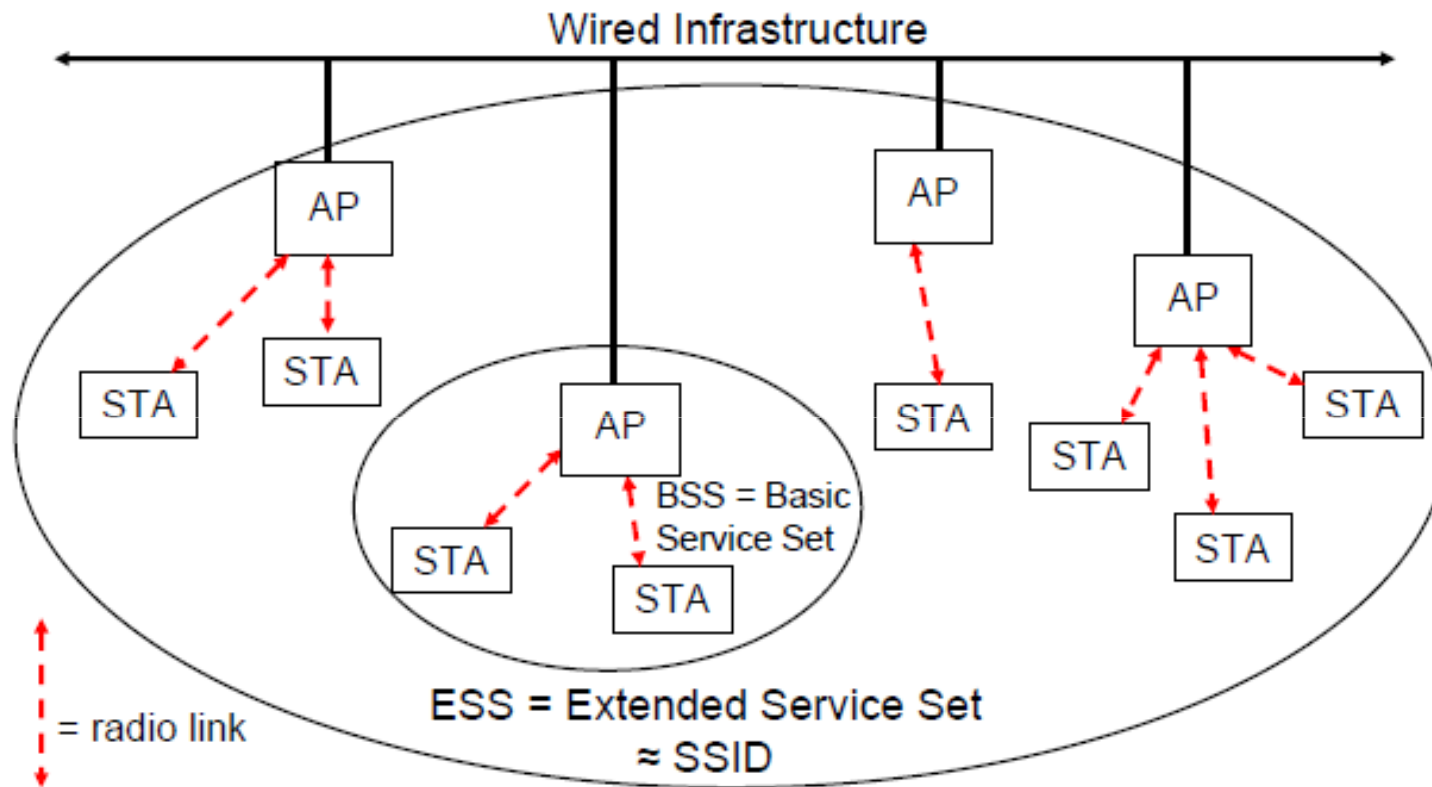 Wired Infrastructure
AP
AP
AP
STA
STA
AP
STA
STA
STA
AP
BSS = Basic
Service Set
STA
STA
STA
ESS = Extended Service Set
≈ SSID
= radio link